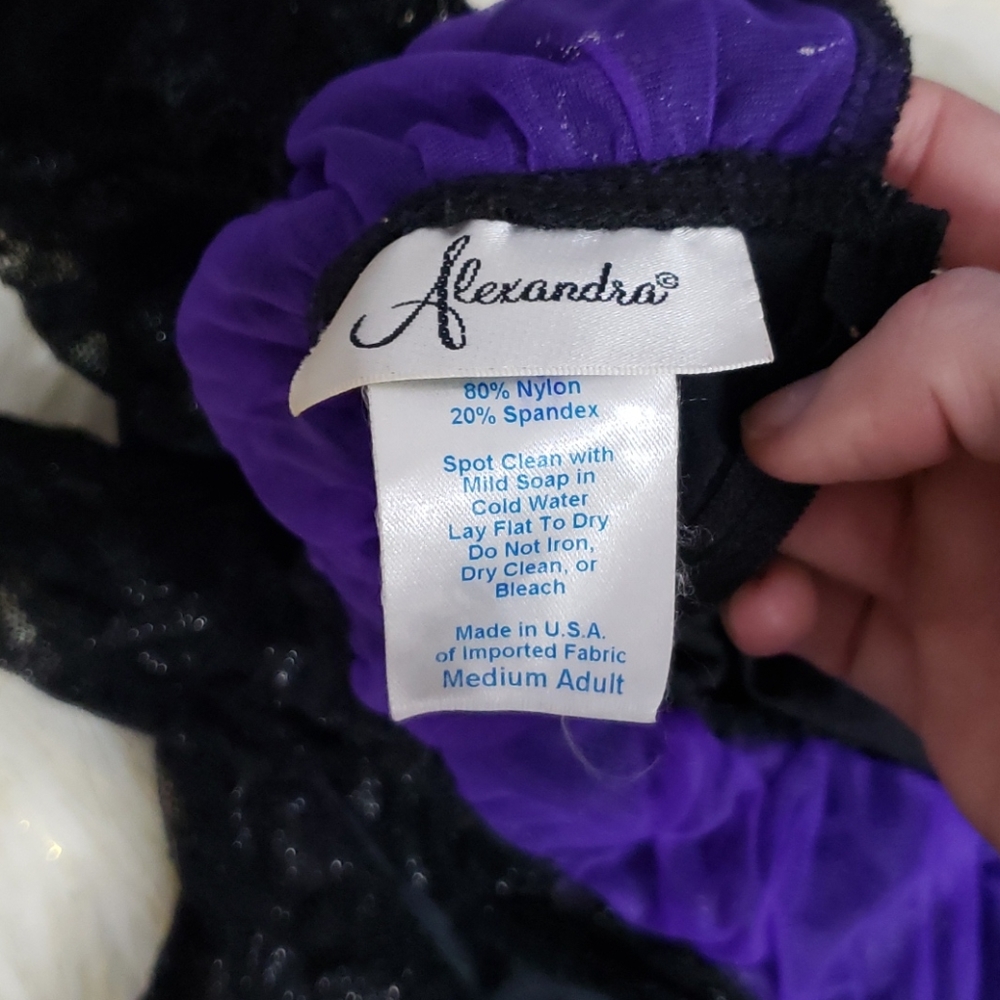 Alexandra©
80% Nylon
20% Spandex
Spot Clean with
Mild Soap in
Cold Water
Lay Flat To Dry
Do Not Iron,
Dry Clean, or
Bleach
Made in U.S.A.
of Imported Fabric
Medium Adult